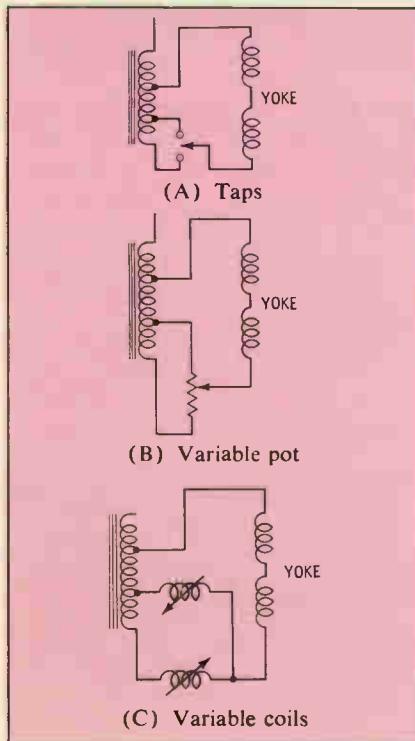 YOKE
(A) Taps
YOKE
(B) Variable pot
YOKE
(C) Variable coils